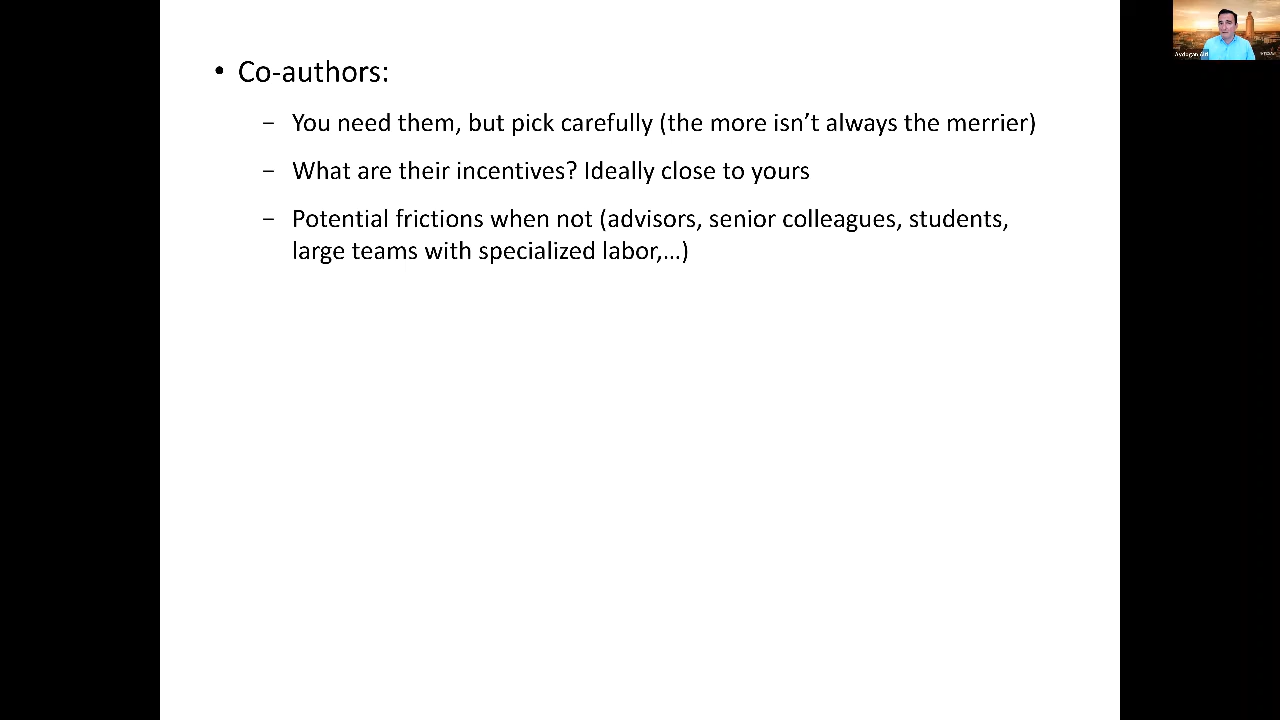 • Co-authors:
– You need them, but pick carefully (the more isn’t always the merrier)
– What are their incentives? Ideally close to yours
– Potential frictions when not (advisors, senior colleagues, students,
large teams with specialized labor,…)